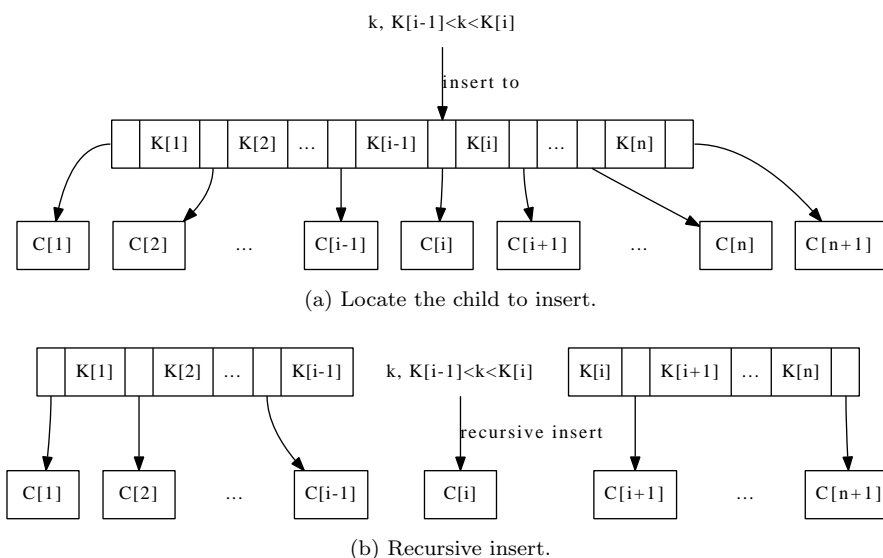 k, K[i-1]<k<K[i]
insert to
K[1] K[2] ... K[i-1] K[i] ... K[n]
C[1] C[2] ... C[i-1] C[i] C[i+1] ... C[n] C[n+1]
(a) Locate the child to insert.
K[1] K[2] ... K[i-1] k, K[i-1]<k<K[i] K[i] K[i+1] ... K[n]
recursive insert
C[1] C[2] ... C[i-1] C[i] C[i+1] ... C[n+1]
(b) Recursive insert.